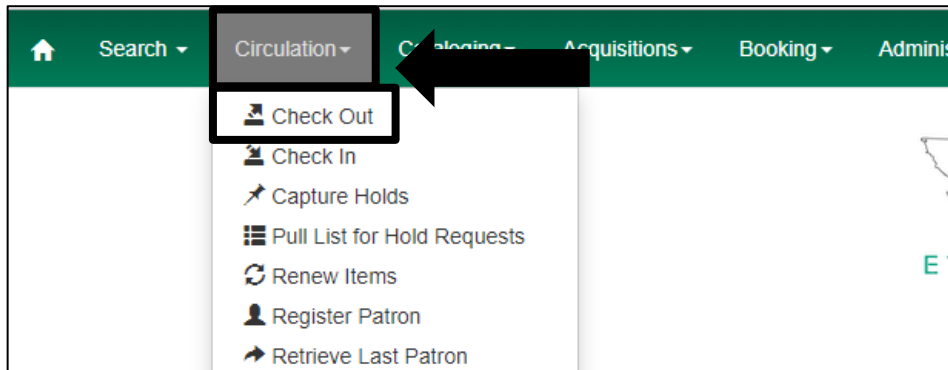 Search Circulation Cataloging Acquisitions Booking
Check Out
Check In
Capture Holds
Pull List for Hold Requests
Renew Items
Register Patron
Retrieve Last Patron
E